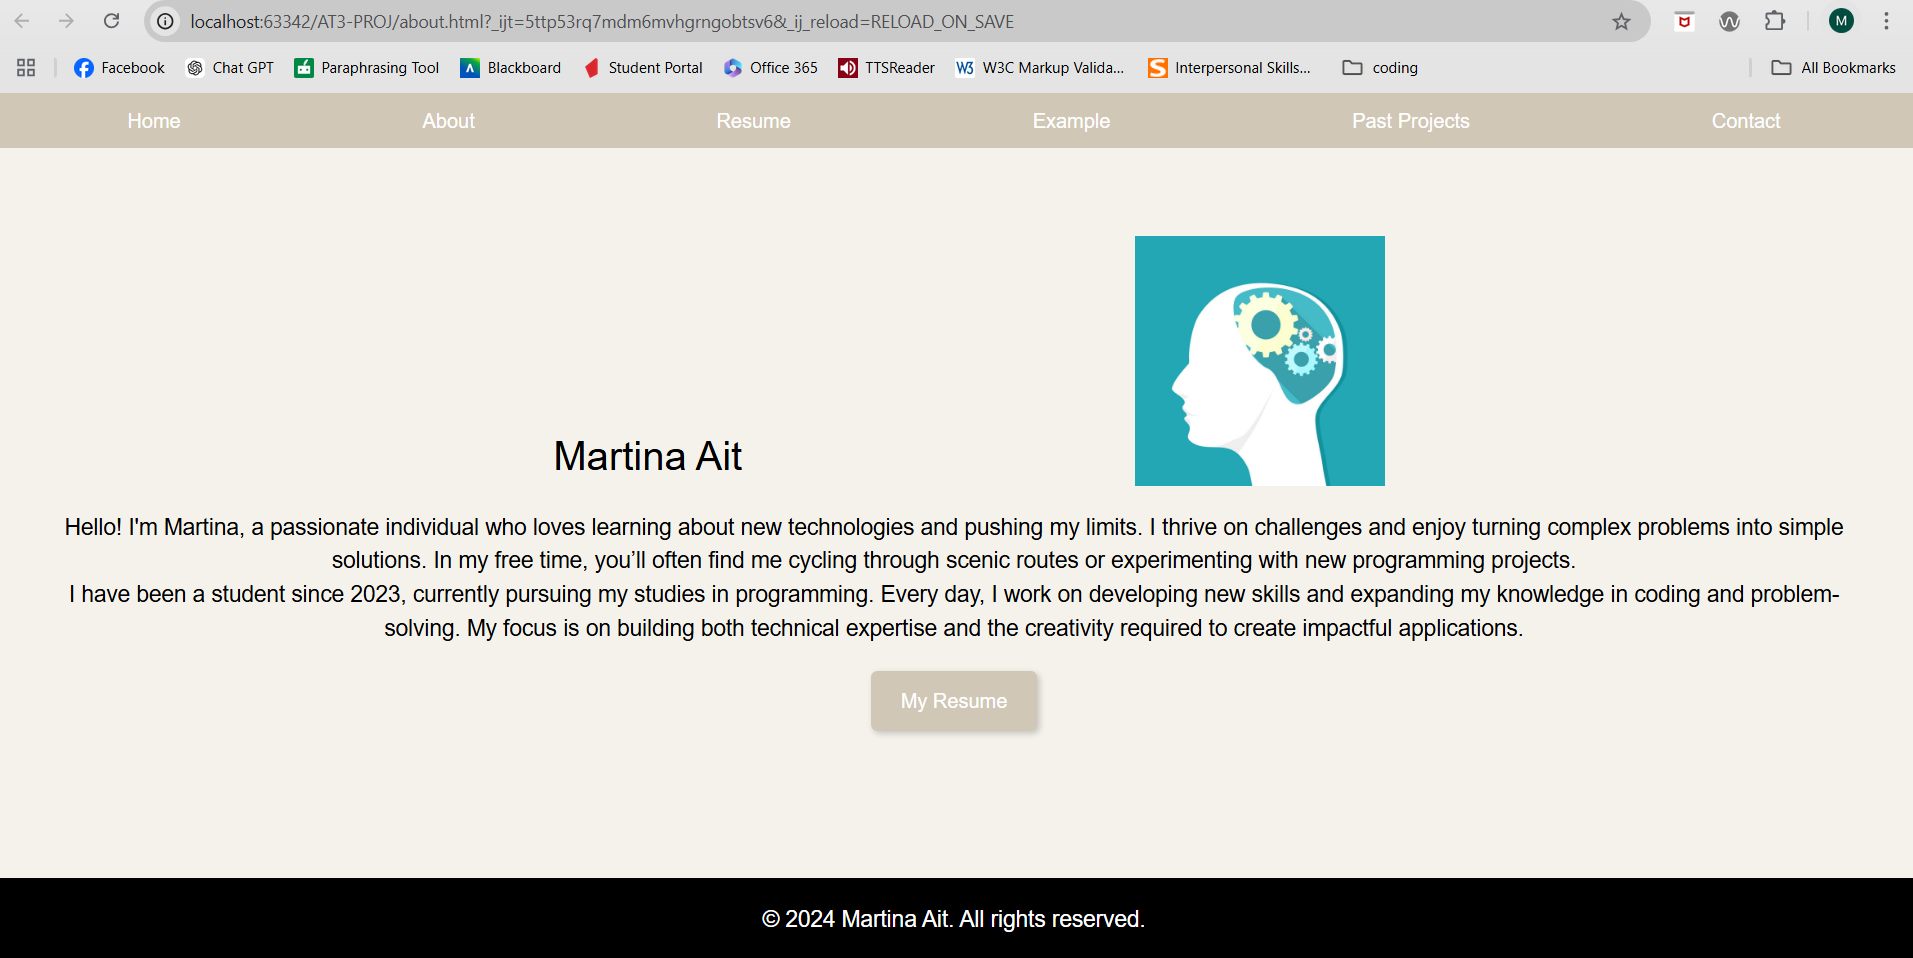 localhost:63342/AT3-PROJ/about.html?_ijt=5ttp53rq7mdm6mvhgrngobtsv6&_ij_reload=RELOAD_ON_SAVE
M
Facebook
Chat GPT
Paraphrasing Tool
Blackboard
Student Portal
Office 365
TTSReader
W3 W3C Markup Valida...
S Interpersonal Skills...
coding
All Bookmarks
Home
About
Resume
Example
Past Projects
Contact
Martina Ait
Hello! I'm Martina, a passionate individual who loves learning about new technologies and pushing my limits. I thrive on challenges and enjoy turning complex problems into simple
solutions. In my free time, you’ll often find me cycling through scenic routes or experimenting with new programming projects.
I have been a student since 2023, currently pursuing my studies in programming. Every day, I work on developing new skills and expanding my knowledge in coding and problem-
solving. My focus is on building both technical expertise and the creativity required to create impactful applications.
My Resume
© 2024 Martina Ait. All rights reserved.